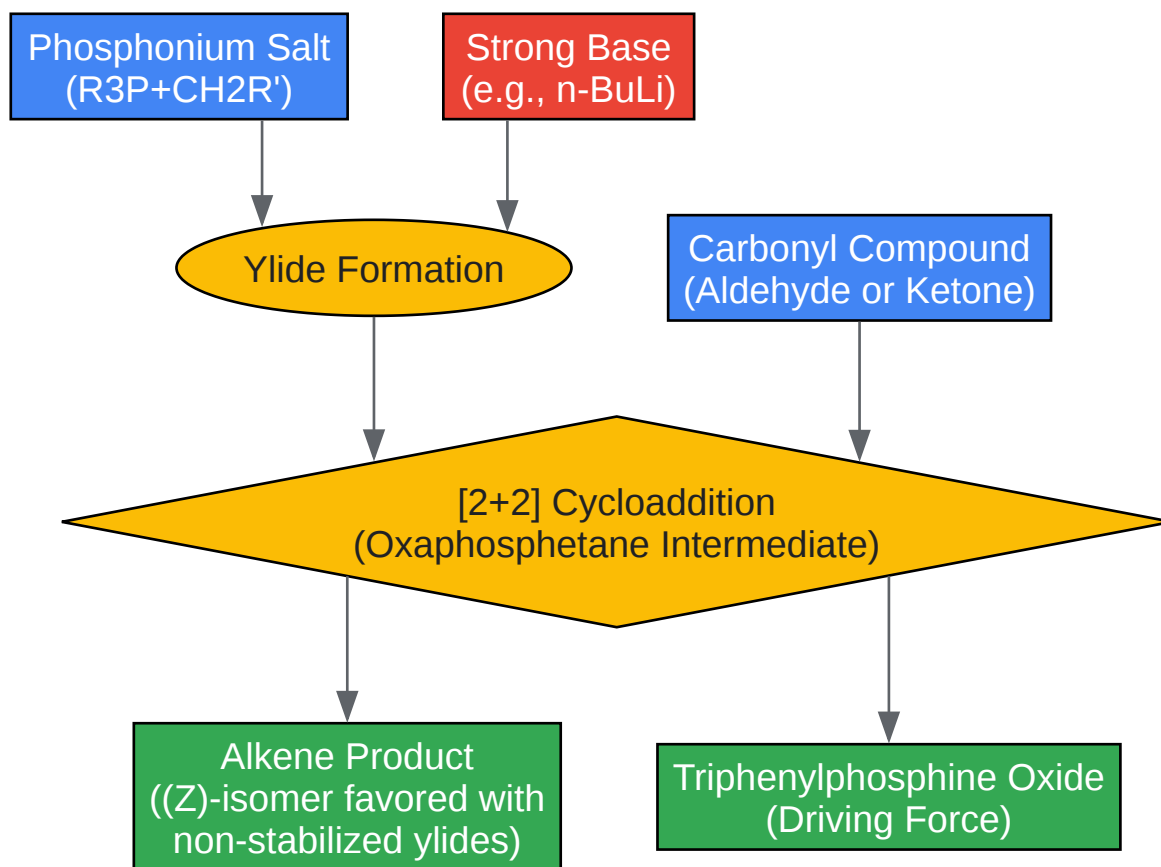 Phosphonium Salt
(R3P+CH2R')
Strong Base
(e.g., n-BuLi)
Ylide Formation
Carbonyl Compound
(Aldehyde or Ketone)
[2+2] Cycloaddition
(Oxaphosphetane Intermediate)
Alkene Product
((Z)-isomer favored with
non-stabilized ylides)
Triphenylphosphine Oxide
(Driving Force)